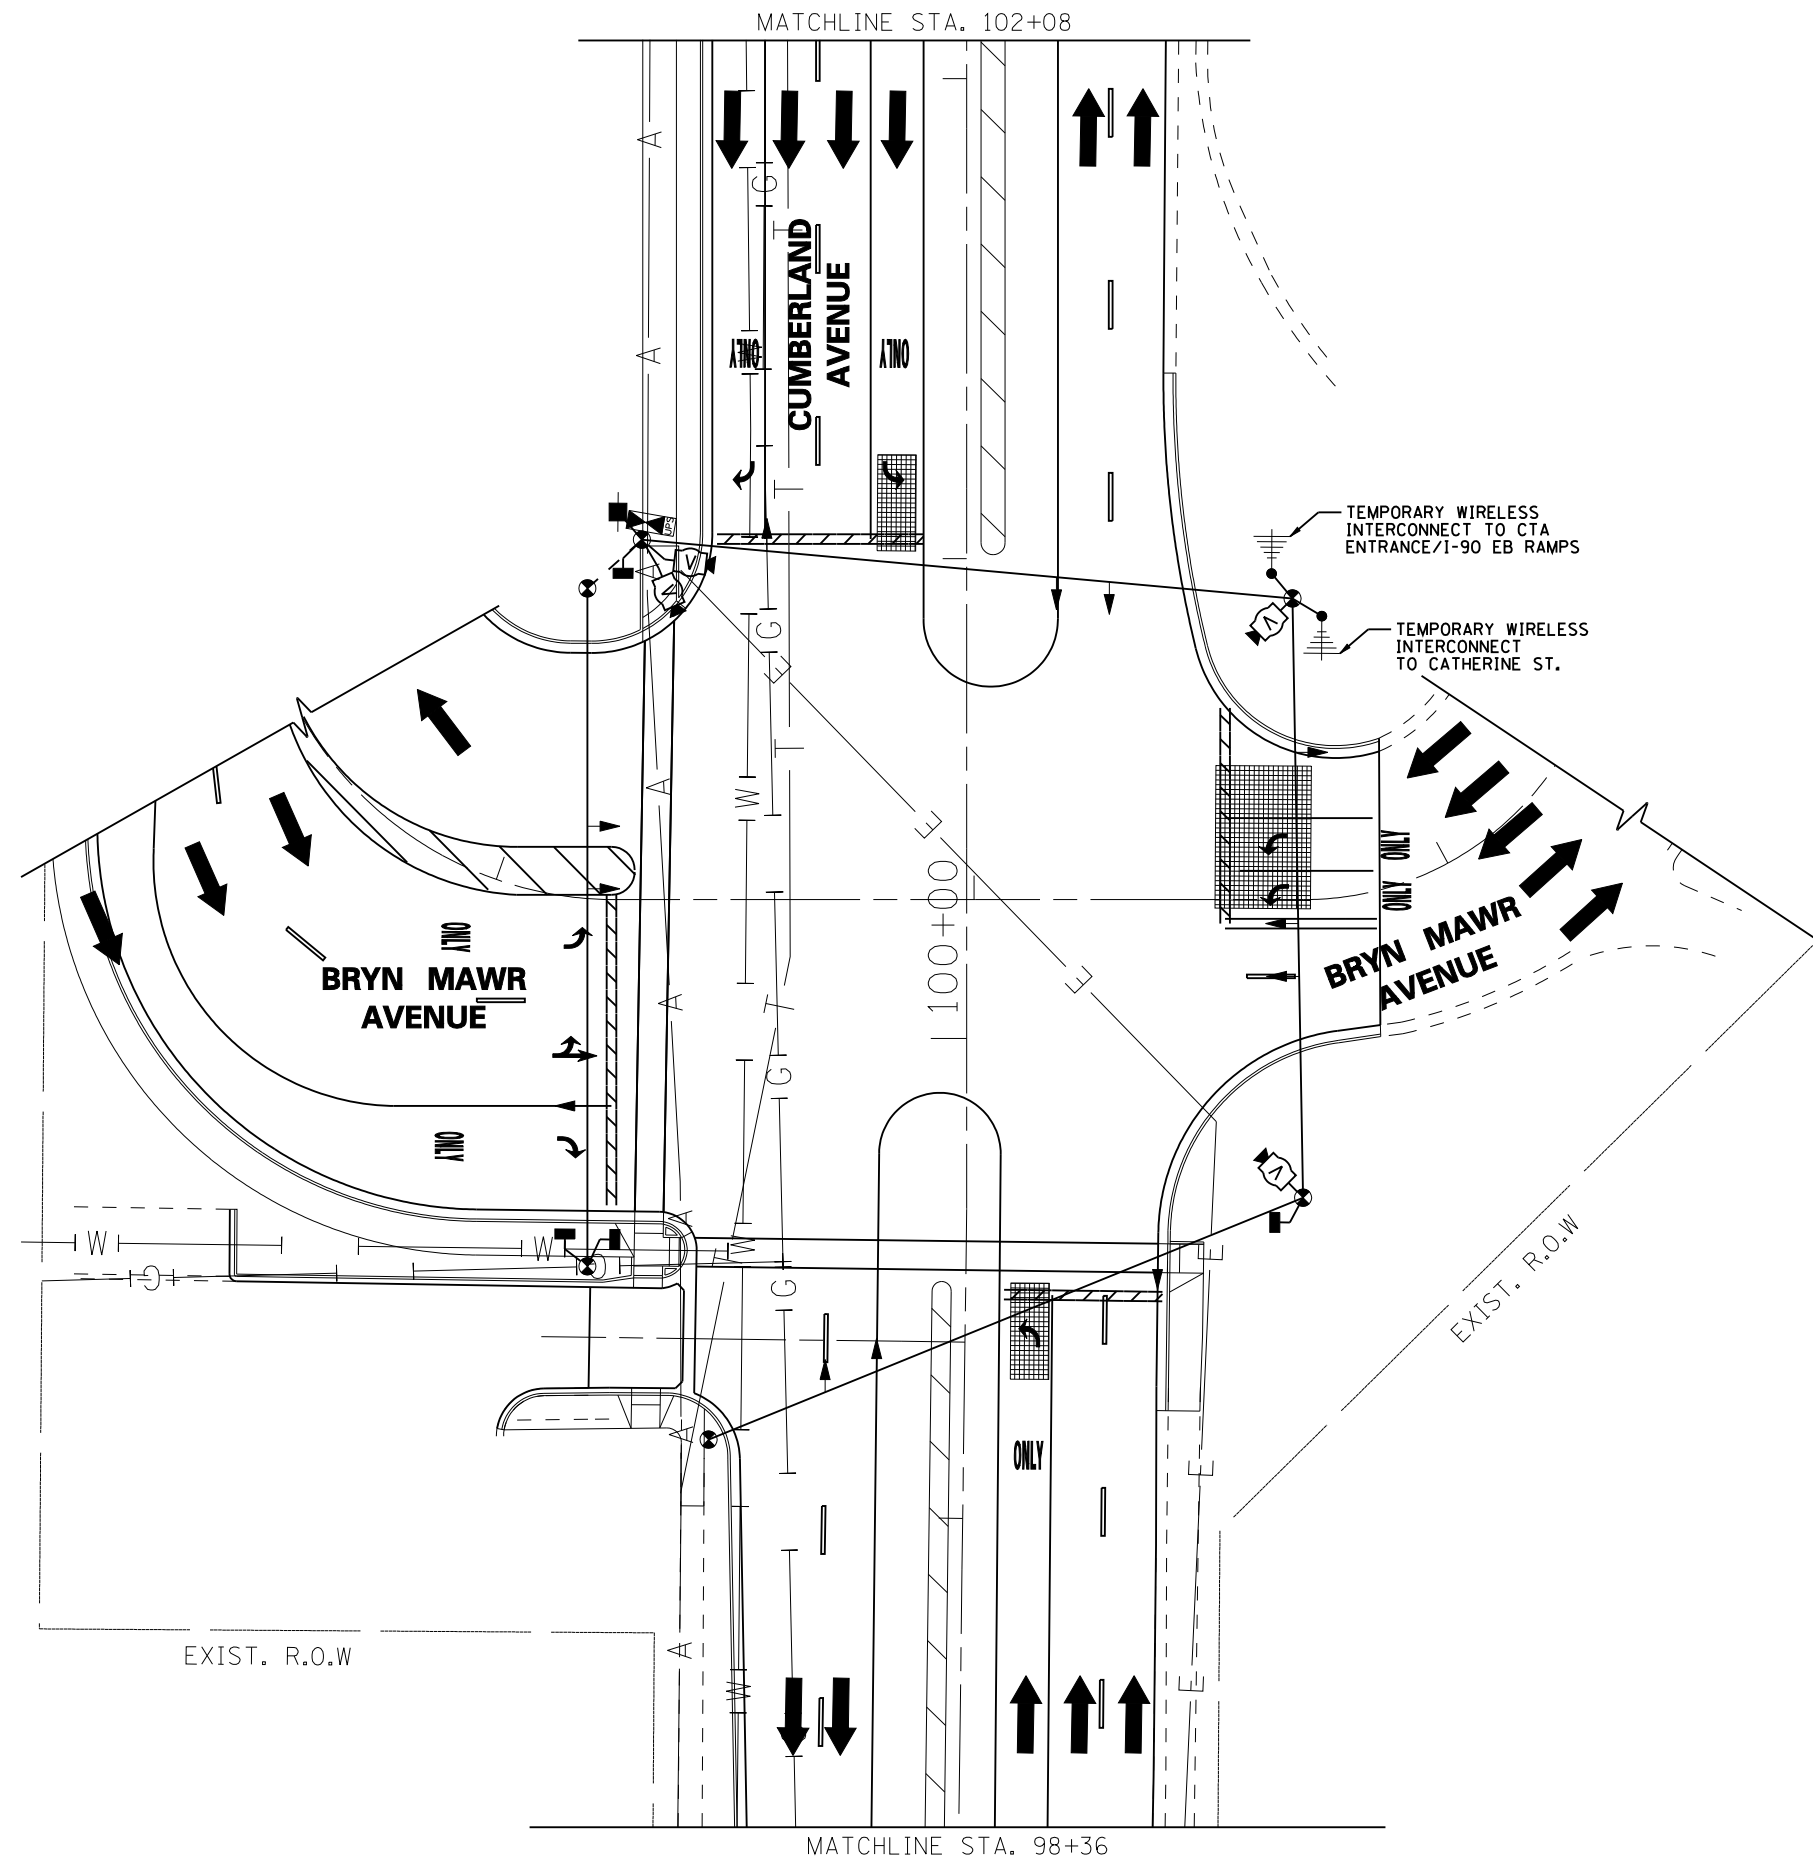 MATCHLINE STA. 102+08
A
A
G
T
CUMBERLAND
AVENUE
ONLY
W
ONLY
T
UPS
V
V
A
TEMPORARY WIRELESS
INTERCONNECT TO CTA
ENTRANCE/I-90 EB RAMPS
V
TEMPORARY WIRELESS
INTERCONNECT
TO CATHERINE ST.
G
E
T
A
W
E
ONLY
ONLY
100+00
BRYN MAWR
AVENUE
ONLY
BRYN MAWR
AVENUE
A
T
E
G
ONLY
V
A
W
W
W
G
G
G
E
EXIST. R.O.W
A
ONLY
E
EXIST. R.O.W
A
W
E
MATCHLINE STA. 98+36